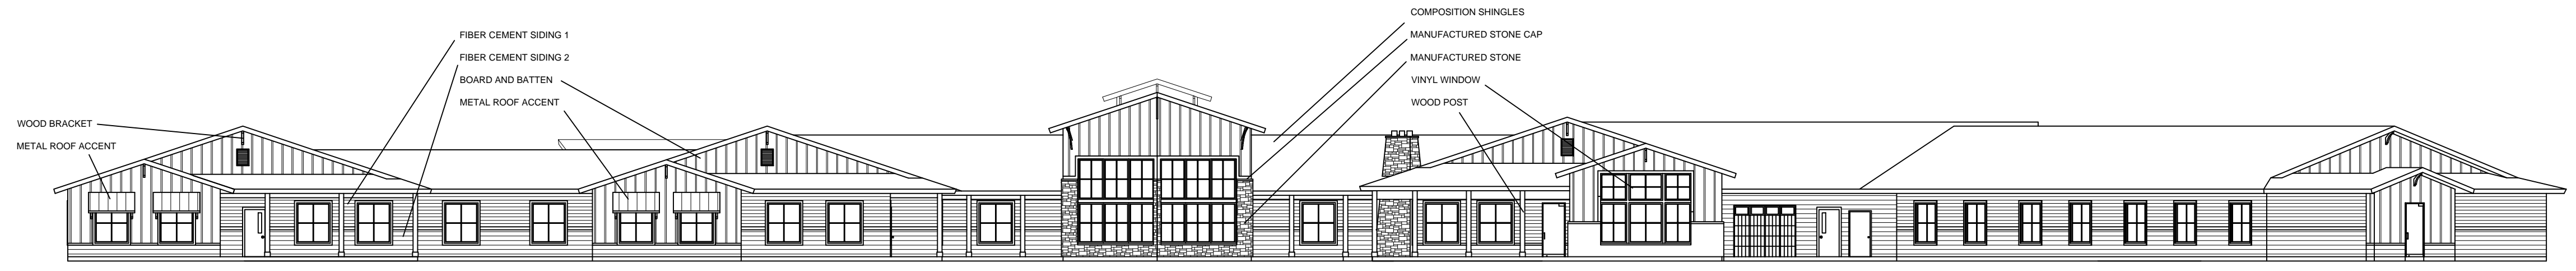 WOOD BRACKET
METAL ROOF ACCENT
FIBER CEMENT SIDING 1
FIBER CEMENT SIDING 2
BOARD AND BATTEN
METAL ROOF ACCENT
COMPOSITION SHINGLES
MANUFACTURED STONE CAP
MANUFACTURED STONE
VINYL WINDOW
WOOD POST